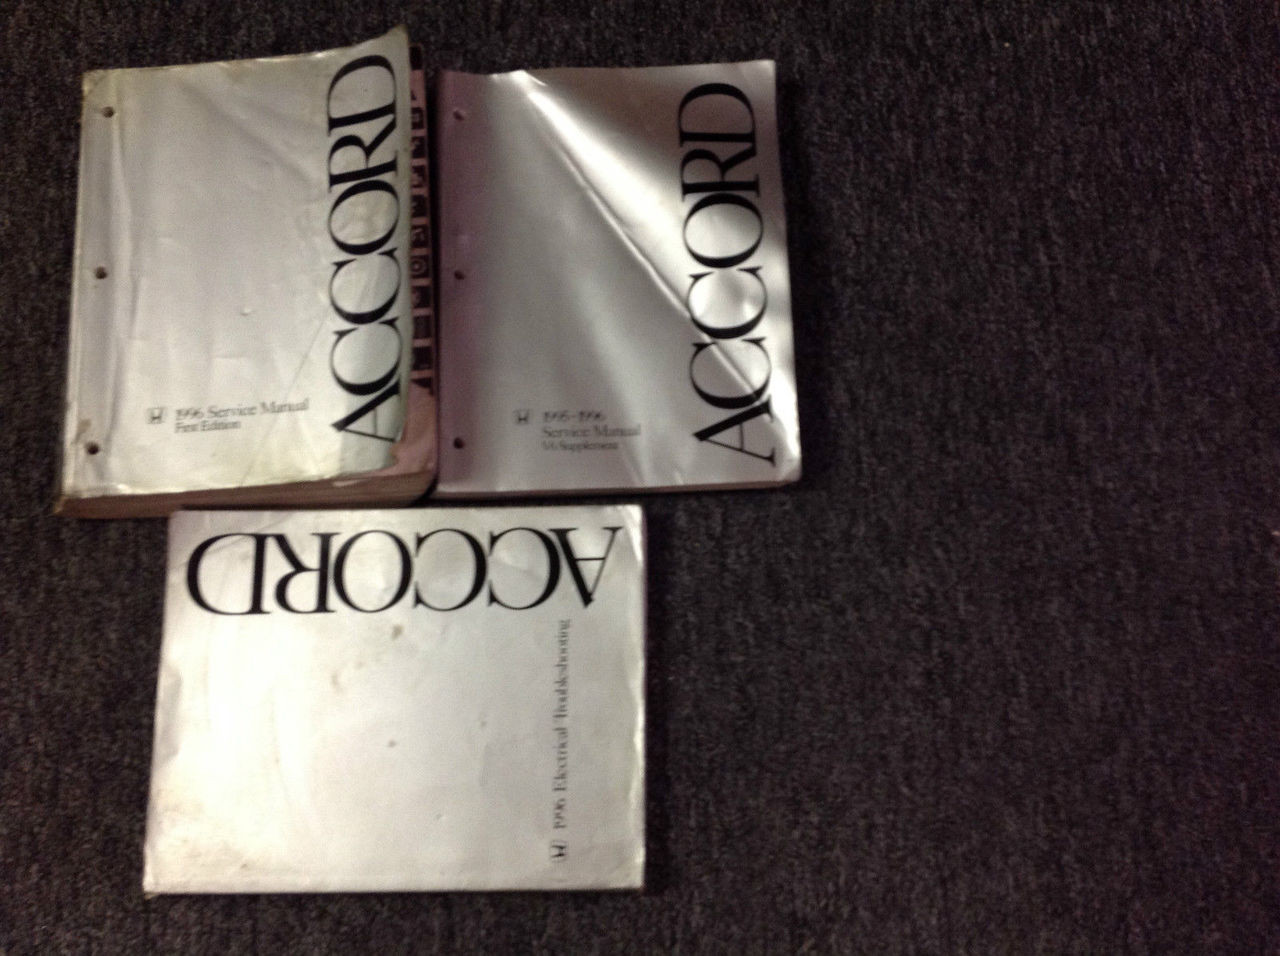 ACCORD
1996 Service Manual
First Edition
ACCORD
1995-1996
Service Manual
V6 Supplement
ACCORD
1996 Electrical Troubleshooting